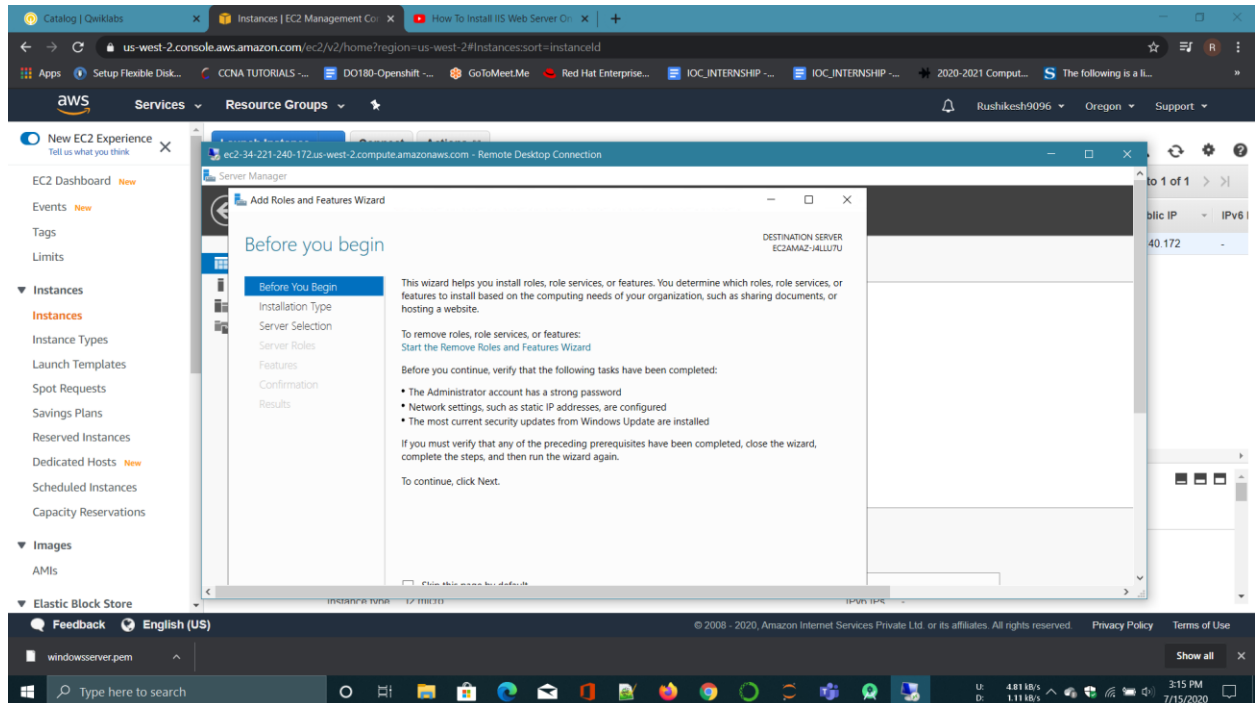 Catalog | Qwiklabs
Instances | EC2 Management Con
How To Install IIS Web Server On
us-west-2.console.aws.amazon.com/ec2/v2/home?region=us-west-2#Instances:sort=instanceId
R
Apps
Setup Flexible Disk...
CCNA TUTORIALS -...
DO180-Openshift -...
GoToMeet.Me
Red Hat Enterprise...
IOC_INTERNSHIP -...
IOC_INTERNSHIP -...
2020-2021 Comput...
The following is a li...
aws
Services
Resource Groups
Rushikesh9096
Oregon
Support
New EC2 Experience
Tell us what you think
EC2 Dashboard New
Events New
Tags
Limits
Instances
Instances
Instance Types
Launch Templates
Spot Requests
Savings Plans
Reserved Instances
Dedicated Hosts New
Scheduled Instances
Capacity Reservations
Images
AMIs
Elastic Block Store
to 1 of 1
blic IP
IPv6
40.172
-
ec2-34-221-240-172.us-west-2.compute.amazonaws.com - Remote Desktop Connection
Server Manager
Add Roles and Features Wizard
Before you begin
DESTINATION SERVER
EC2AMAZ-J4LLU7U
Before You Begin
Installation Type
Server Selection
Server Roles
Features
Confirmation
Results
This wizard helps you install roles, role services, or features. You determine which roles, role services, or
features to install based on the computing needs of your organization, such as sharing documents, or
hosting a website.
To remove roles, role services, or features:
Start the Remove Roles and Features Wizard
Before you continue, verify that the following tasks have been completed:
• The Administrator account has a strong password
• Network settings, such as static IP addresses, are configured
• The most current security updates from Windows Update are installed
If you must verify that any of the preceding prerequisites have been completed, close the wizard,
complete the steps, and then run the wizard again.
To continue, click Next.
Skip this page by default
Instance type t2.micro
IPv6 IPs -
Feedback
English (US)
© 2008 - 2020, Amazon Internet Services Private Ltd. or its affiliates. All rights reserved.
Privacy Policy
Terms of Use
windowsserver.pem
Show all
Type here to search
U: 4.81 kB/s
D: 1.11 kB/s
3:15 PM
7/15/2020